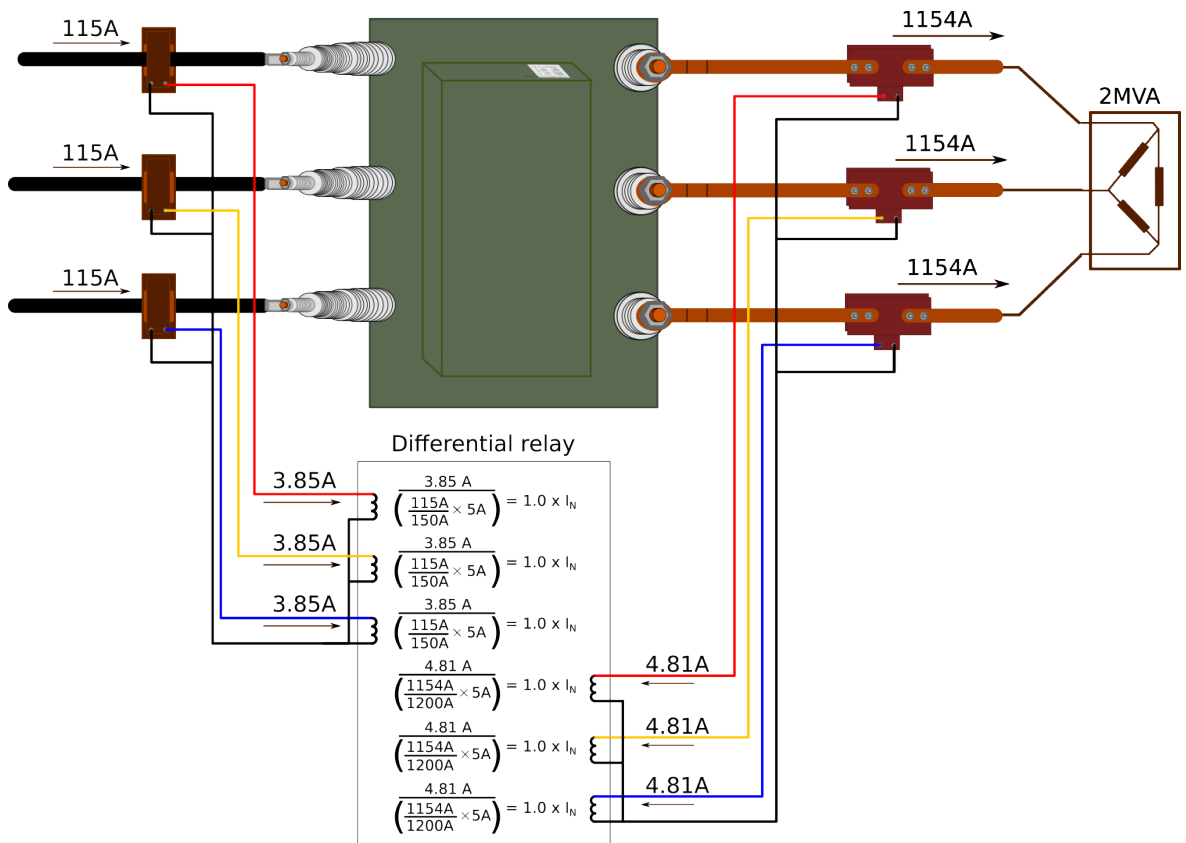 115A
1154A
2MVA
115A
1154A
115A
1154A
Differential relay
3.85A
3.85 A
(115A/150A × 5A) = 1.0 x I_N
3.85A
3.85 A
(115A/150A × 5A) = 1.0 x I_N
3.85A
3.85 A
(115A/150A × 5A) = 1.0 x I_N
4.81 A
(1154A/1200A ×5A) = 1.0 x I_N
4.81A
4.81 A
(1154A/1200A ×5A) = 1.0 x I_N
4.81A
4.81 A
(1154A/1200A ×5A) = 1.0 x I_N
4.81A